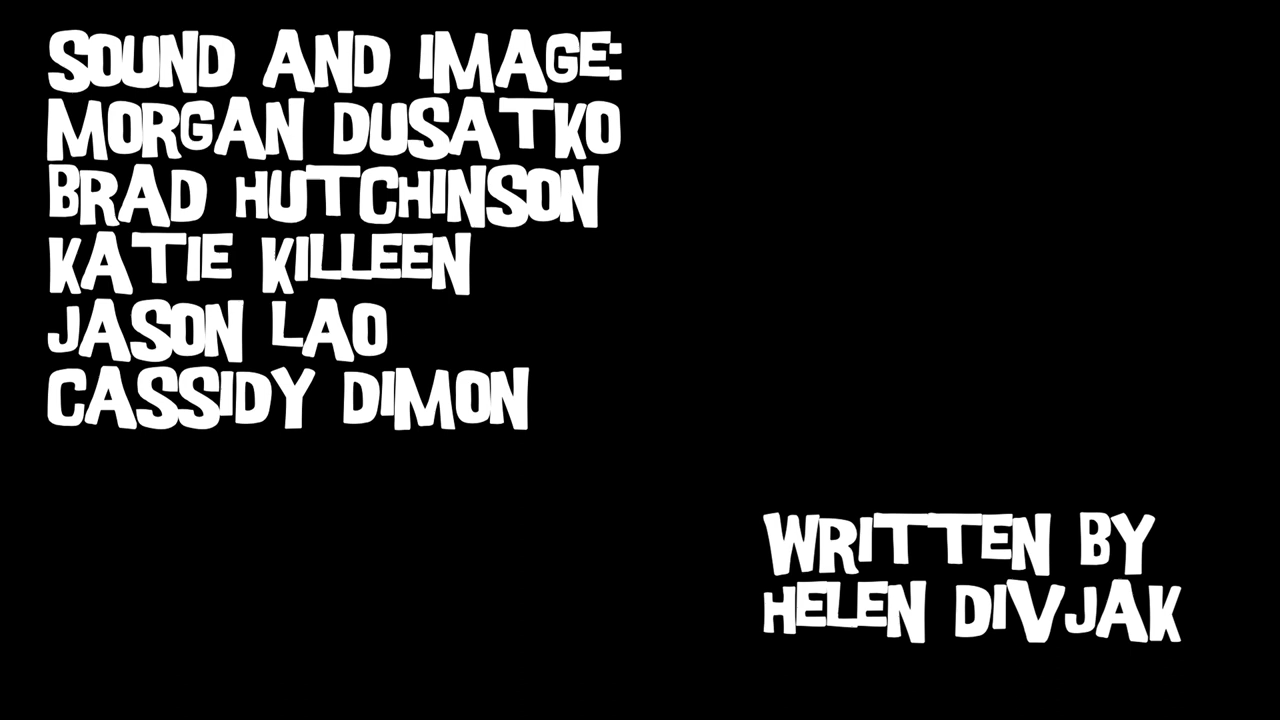 SOUND AND IMAGE:
MORGAN DUSATKO
BRAD HUTCHINSON
KATIE KILLEEN
JASON LAO
CASSIDY DIMON
WRITTEN BY
HELEN DIVJAK